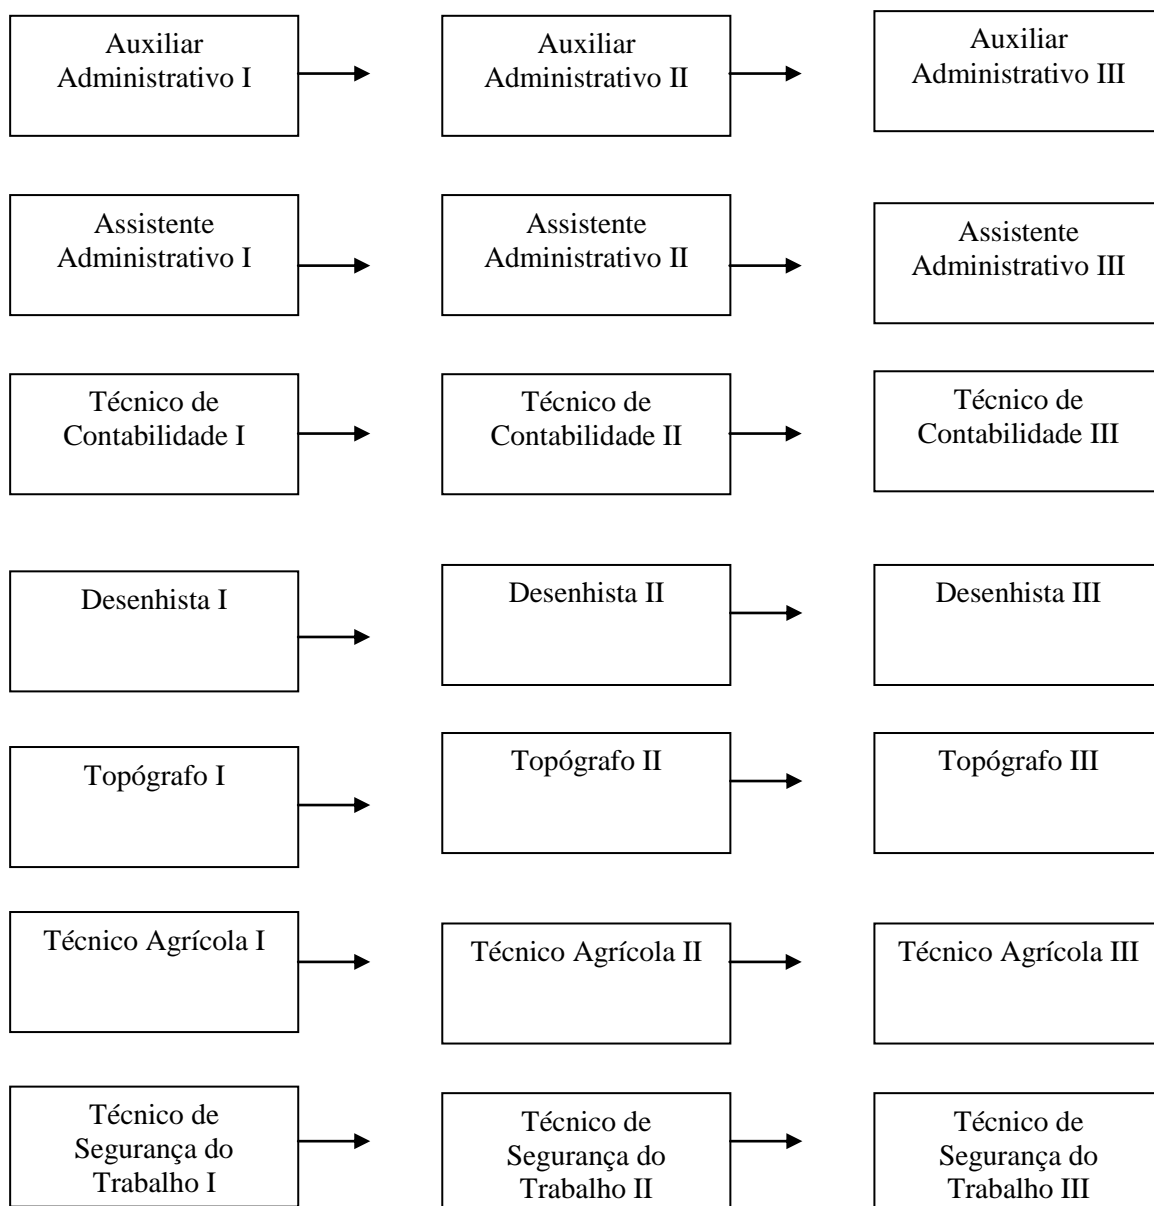 Auxiliar
Administrativo I
Auxiliar
Administrativo II
Auxiliar
Administrativo III
Assistente
Administrativo I
Assistente
Administrativo II
Assistente
Administrativo III
Técnico de
Contabilidade I
Técnico de
Contabilidade II
Técnico de
Contabilidade III
Desenhista I
Desenhista II
Desenhista III
Topógrafo I
Topógrafo II
Topógrafo III
Técnico Agrícola I
Técnico Agrícola II
Técnico Agrícola III
Técnico de
Segurança do
Trabalho I
Técnico de
Segurança do
Trabalho II
Técnico de
Segurança do
Trabalho III